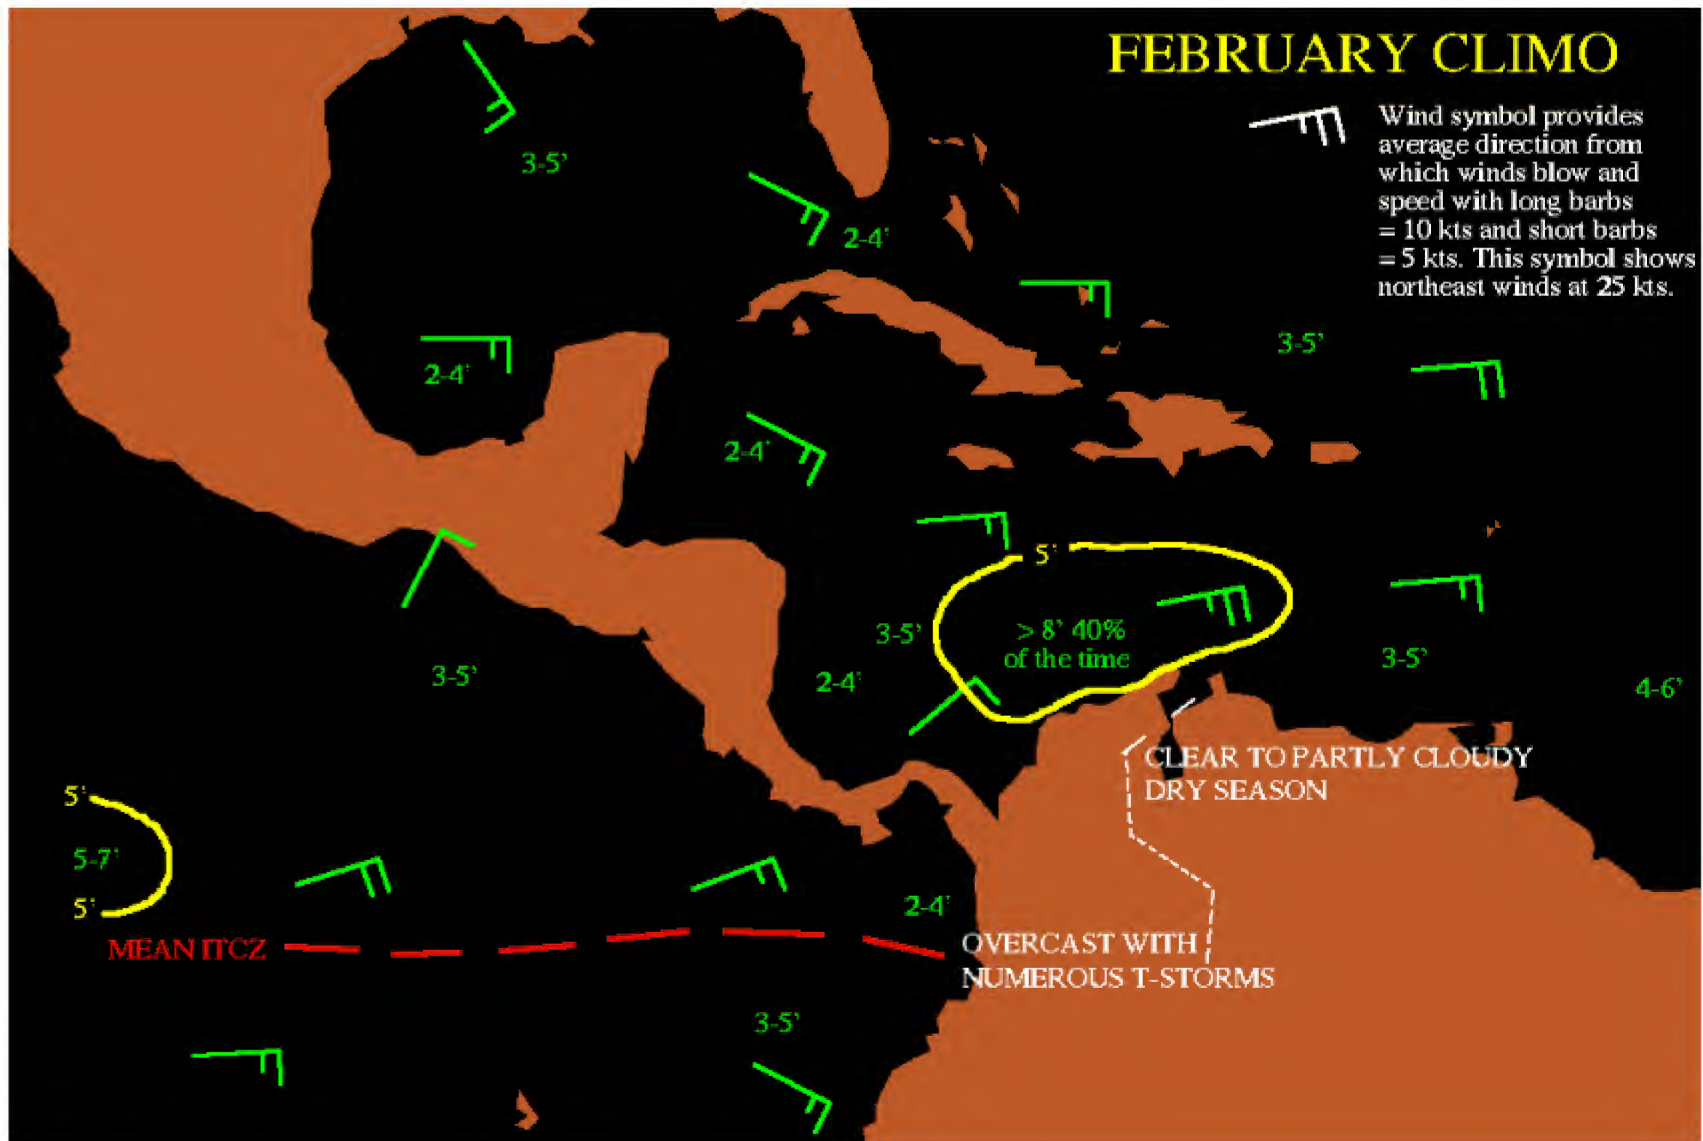 FEBRUARY CLIMO
Wind symbol provides
average direction from
which winds blow and
speed with long barbs
= 10 kts and short barbs
= 5 kts. This symbol shows
northeast winds at 25 kts.
3-5'
2-4'
3-5'
2-4'
2-4'
5'
3-5'
> 8' 40%
of the time
3-5'
3-5'
2-4'
4-6'
CLEAR TO PARTLY CLOUDY
DRY SEASON
5'
5-7'
5'
2-4'
MEAN ITCZ
OVERCAST WITH
NUMEROUS T-STORMS
3-5'